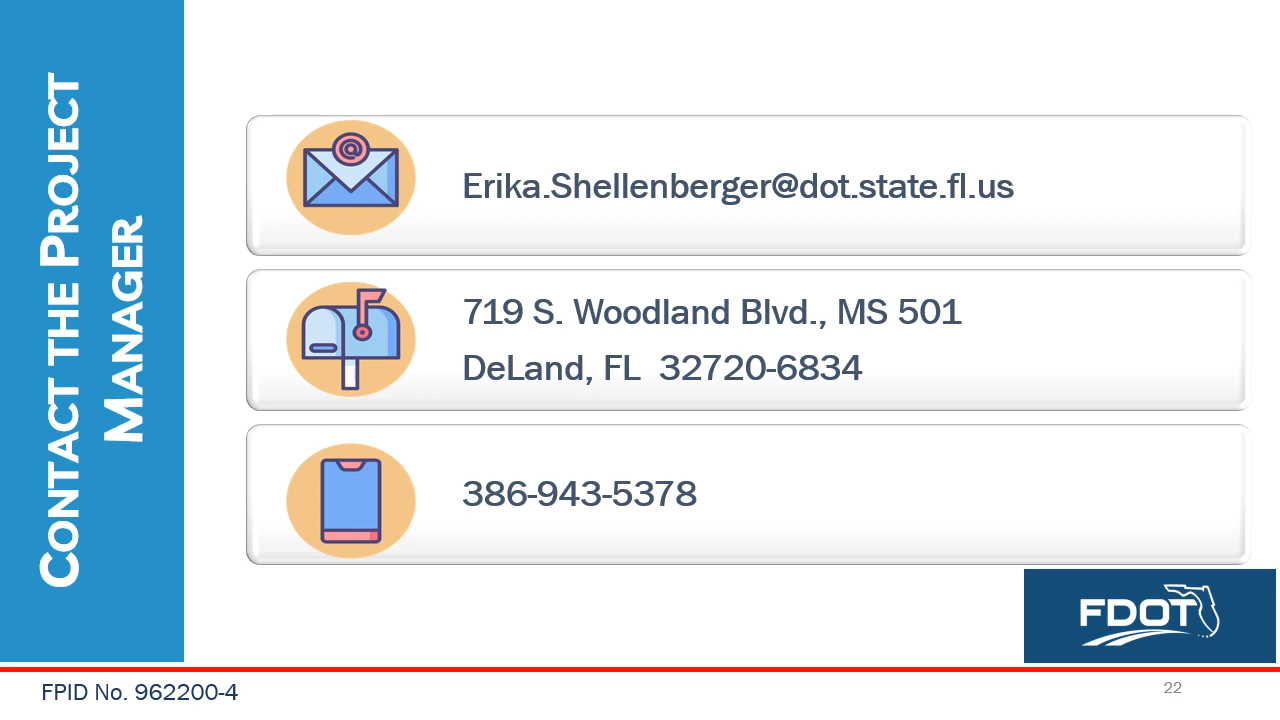 CONTACT THE PROJECT
MANAGER
@
Erika.Shellenberger@dot.state.fl.us
719 S. Woodland Blvd., MS 501
DeLand, FL  32720-6834
386-943-5378
FDOT
FPID No. 962200-4
22